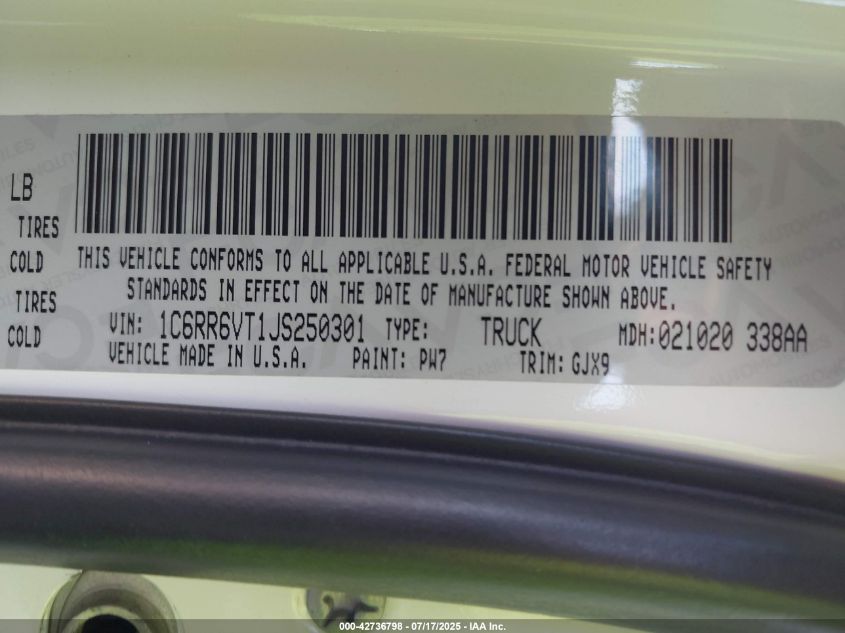 LB
TIRES
COLD
TIRES
COLD
THIS VEHICLE CONFORMS TO ALL APPLICABLE U.S.A. FEDERAL MOTOR VEHICLE SAFETY
STANDARDS IN EFFECT ON THE DATE OF MANUFACTURE SHOWN ABOVE.
VIN: 1C6RR6VT1JS250301 TYPE: TRUCK MDH:021020 338AA
VEHICLE MADE IN U.S.A. PAINT: PW7 TRIM: GJX9
000-42736798 - 07/17/2025 - IAA Inc.